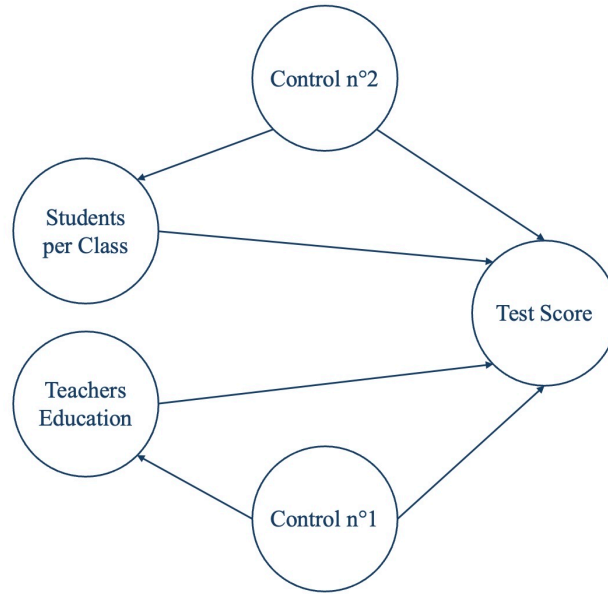 Control n°2
Students
per Class
Test Score
Teachers
Education
Control n°1